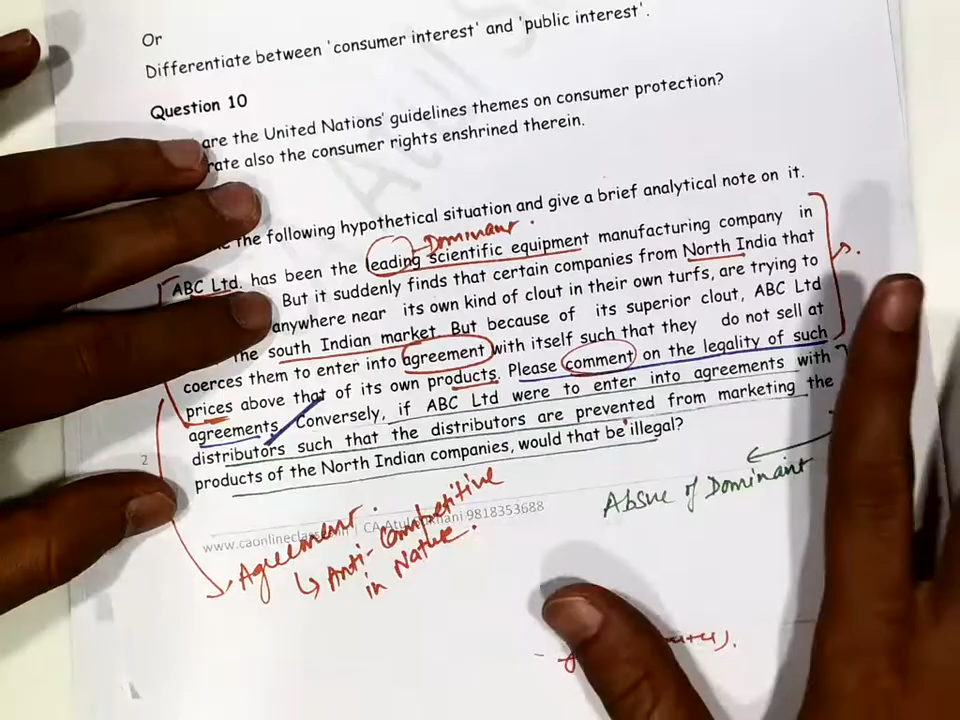 Or
Differentiate between 'consumer interest' and 'public interest'.
Question 10
are the United Nations' guidelines themes on consumer protection?
rate also the consumer rights enshrined therein.
the following hypothetical situation and give a brief analytical note on it.
Dominant
ABC Ltd. has been the leading scientific equipment manufacturing company in
But it suddenly finds that certain companies from North India that
anywhere near its own kind of clout in their own turfs, are trying to
the south Indian market. But because of its superior clout, ABC Ltd
coerces them to enter into agreement with itself such that they do not sell at
prices above that of its own products. Please comment on the legality of such
agreements. Conversely, if ABC Ltd were to enter into agreements with
distributors such that the distributors are prevented from marketing the
products of the North Indian companies, would that be illegal?
2
Absue of Dominant
www.caonlineclas | CA Atul khani 9818353688
Agreement.
Anti-Competitive
in Nature.